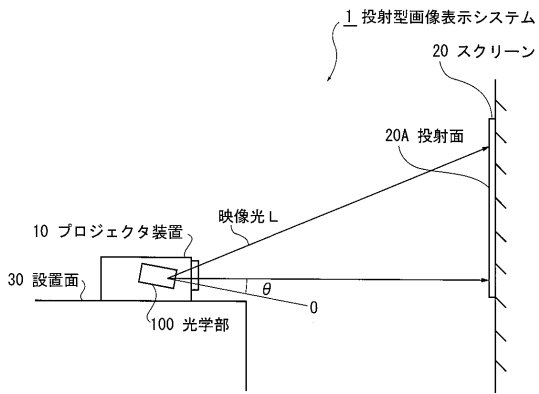 1 投射型画像表示システム
20 スクリーン
20A 投射面
映像光L
10 プロジェクタ装置
30 設置面
θ
O
100 光学部